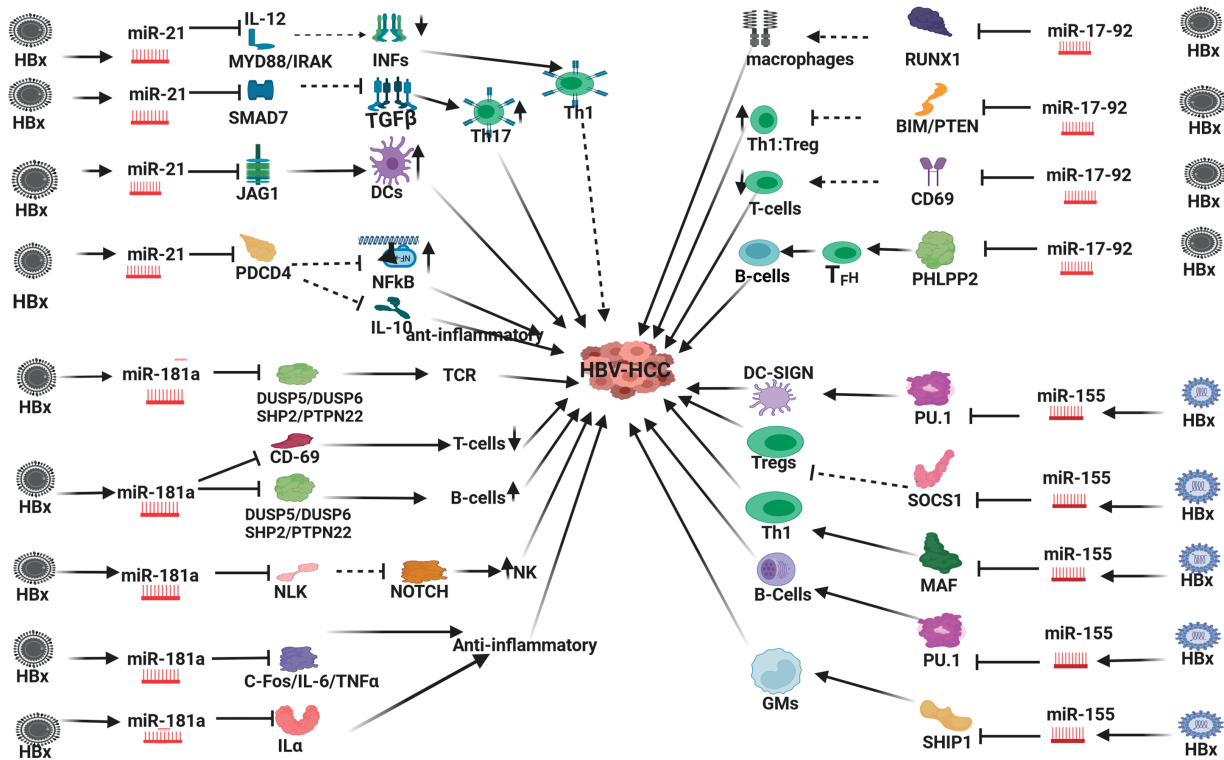 HBx
miR-21
IL-12
MYD88/IRAK
INFs
Th1
HBx
miR-21
SMAD7
TGFβ
Th17
HBx
miR-21
JAG1
DCs
HBx
miR-21
PDCD4
NF-
NFkB
IL-10
ant-inflammatory
HBV-HCC
HBx
miR-181a
DUSP5/DUSP6
SHP2/PTPN22
TCR
HBx
miR-181a
CD-69
T-cells
DUSP5/DUSP6
SHP2/PTPN22
B-cells
HBx
miR-181a
NLK
NOTCH
NK
HBx
miR-181a
C-Fos/IL-6/TNFα
Anti-inflammatory
HBx
miR-181a
ILα
macrophages
RUNX1
miR-17-92
HBx
Th1:Treg
BIM/PTEN
miR-17-92
HBx
T-cells
CD69
miR-17-92
HBx
B-cells
TFH
PHLPP2
miR-17-92
HBx
DC-SIGN
PU.1
miR-155
HBx
Tregs
SOCS1
miR-155
HBx
Th1
MAF
miR-155
HBx
B-Cells
PU.1
miR-155
HBx
GMs
SHIP1
miR-155
HBx